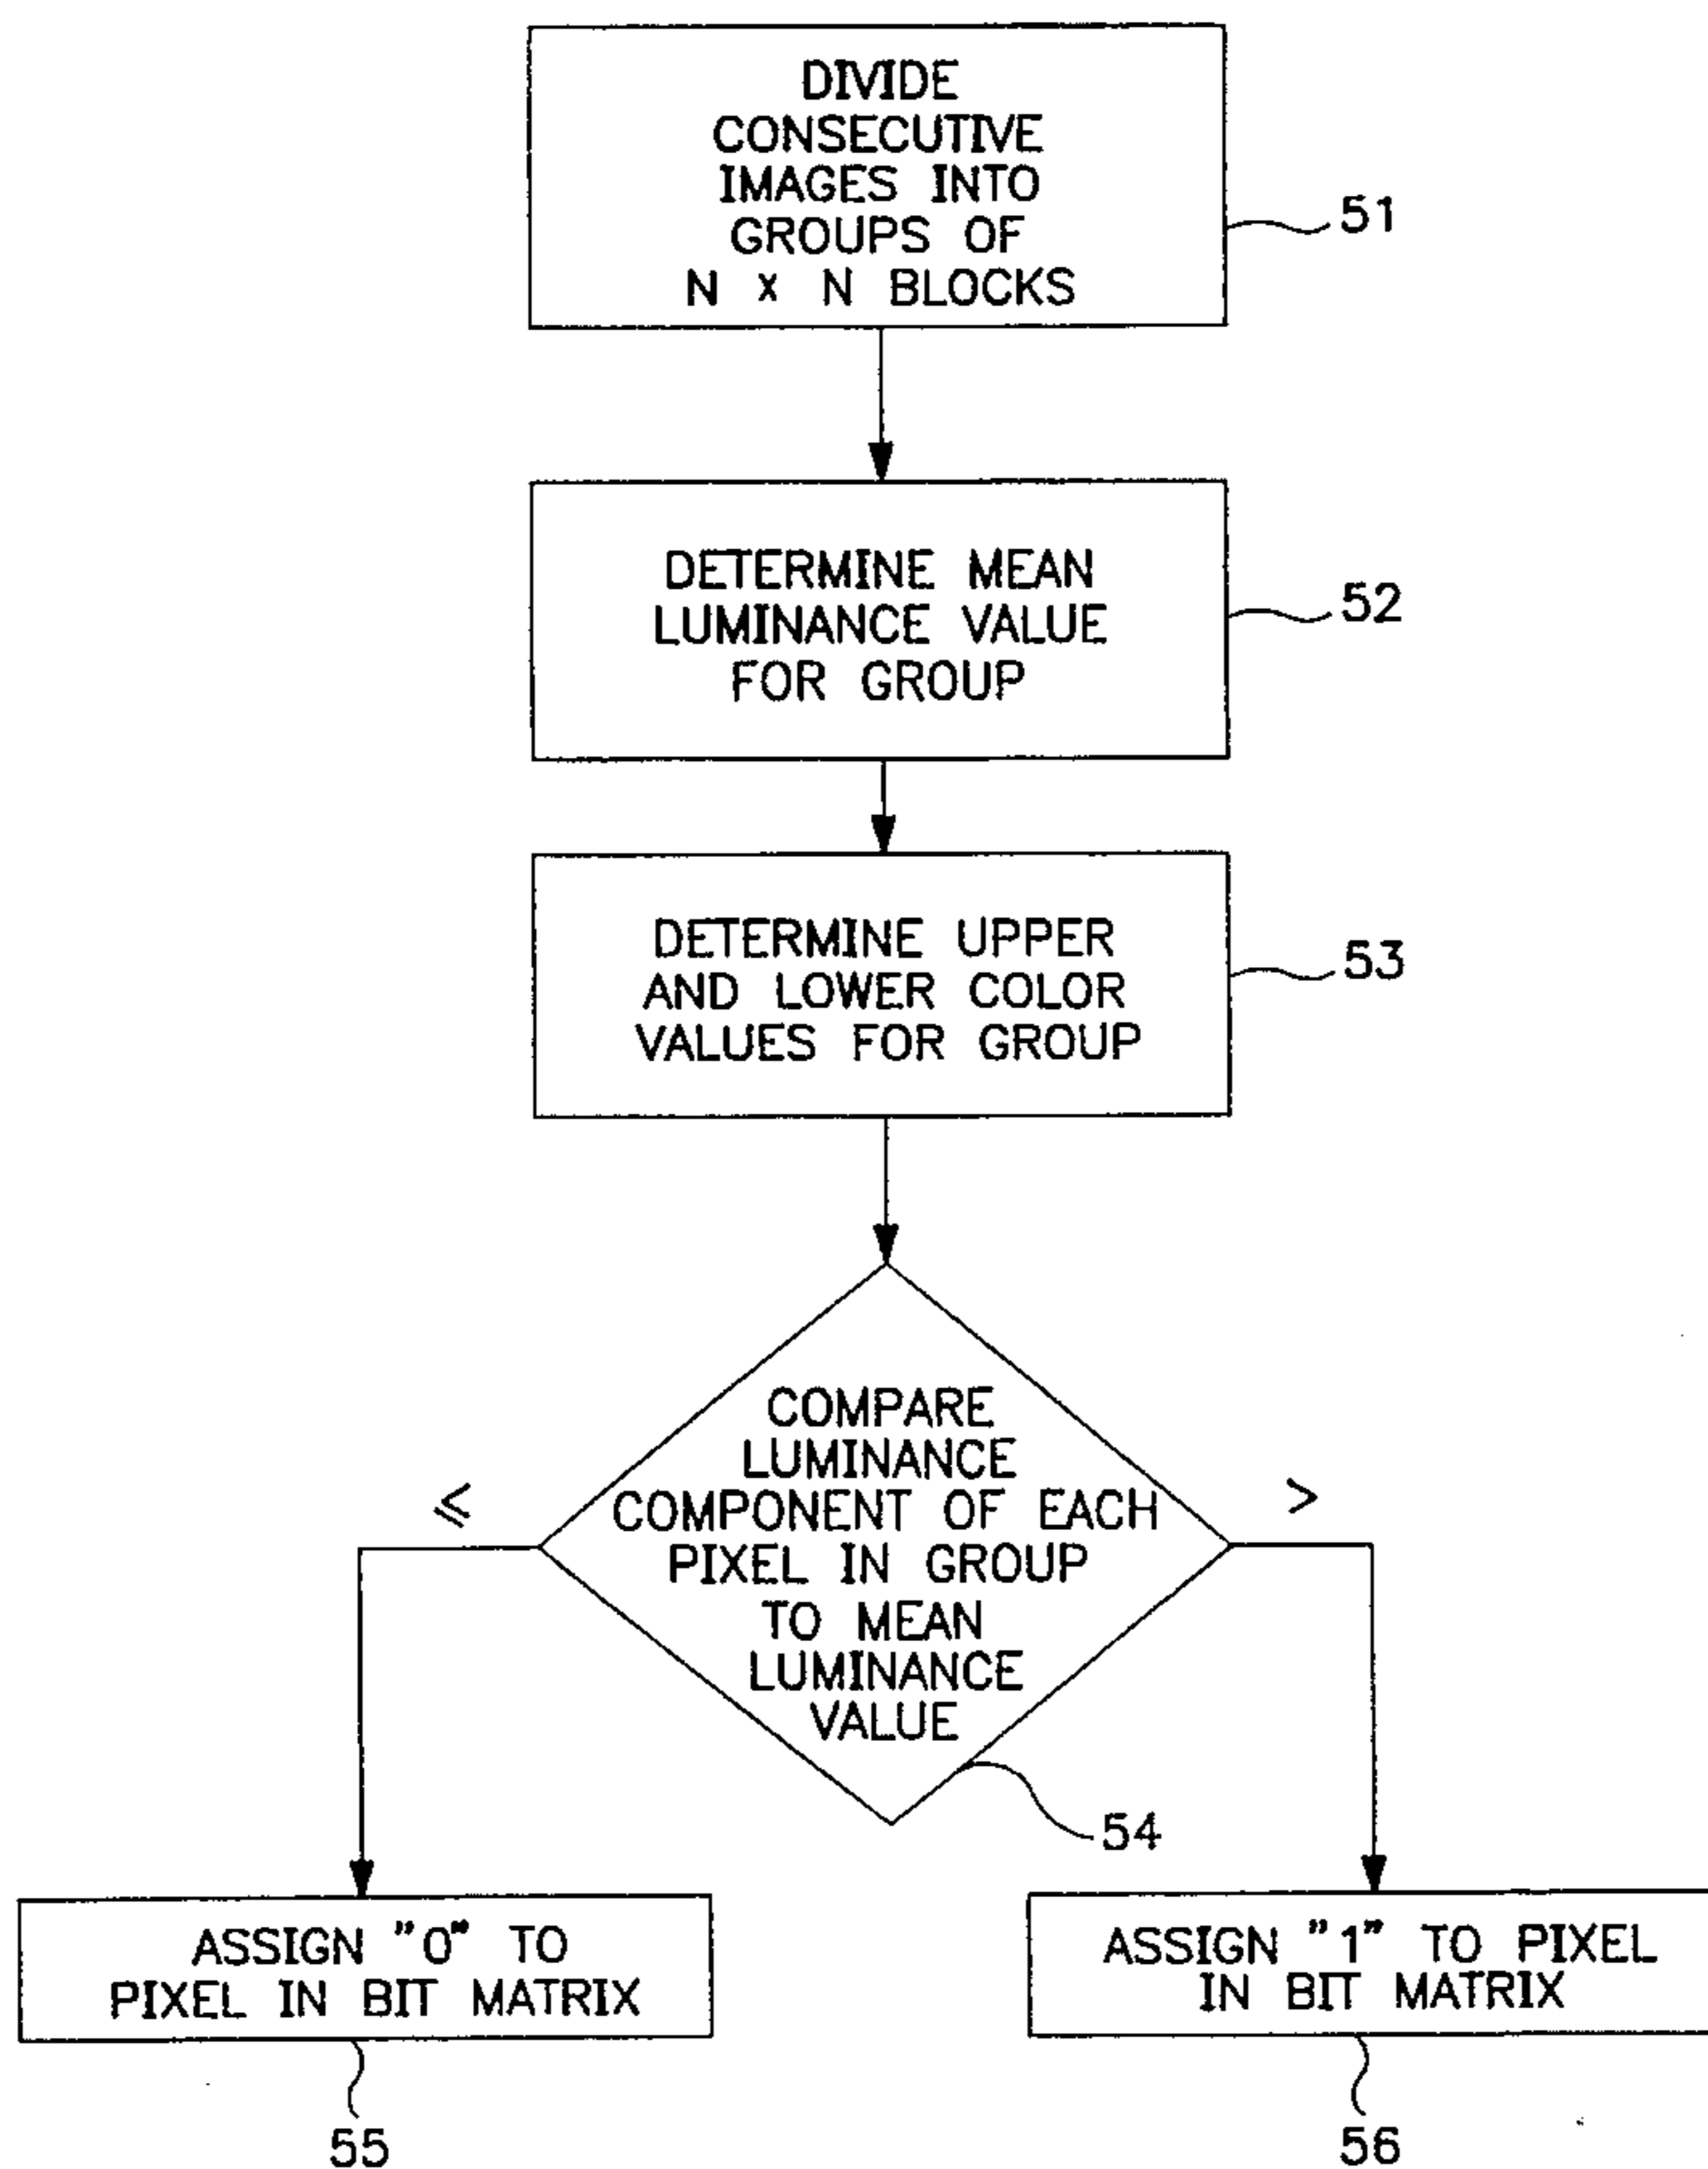 DIVIDE
CONSECUTIVE
IMAGES INTO
GROUPS OF
N x N BLOCKS
51
DETERMINE MEAN
LUMINANCE VALUE
FOR GROUP
52
DETERMINE UPPER
AND LOWER COLOR
VALUES FOR GROUP
53
COMPARE
LUMINANCE
COMPONENT OF EACH
PIXEL IN GROUP
TO MEAN
LUMINANCE
VALUE
≤
>
54
ASSIGN "0" TO
PIXEL IN BIT MATRIX
55
ASSIGN "1" TO PIXEL
IN BIT MATRIX
56